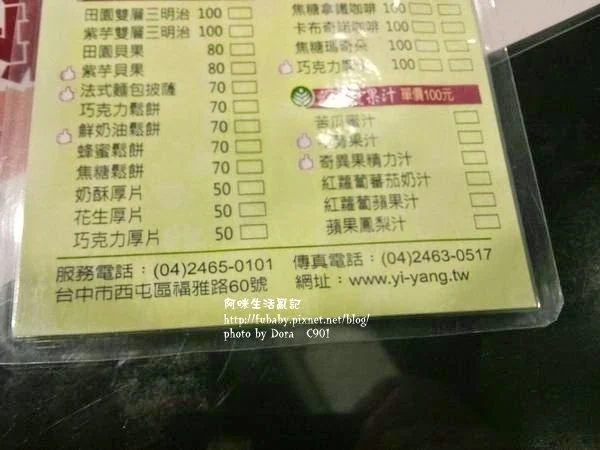 田園雙層三明治 100
紫芋雙層三明治 100
田園貝果 80
紫芋貝果 80
法式麵包披薩 70
巧克力鬆餅 70
鮮奶油鬆餅 70
蜂蜜鬆餅 70
焦糖鬆餅 70
奶酥厚片 50
花生厚片 50
巧克力厚片 50
焦糖拿鐵咖啡 100
卡布奇諾咖啡 100
焦糖瑪奇朵 100
巧克力 100
果汁 單價100元
苦瓜蜜汁
果汁
奇異果精力汁
紅蘿蔔蕃茄奶汁
紅蘿蔔蘋果汁
蘋果鳳梨汁
服務電話：(04)2465-0101
傳真電話：(04)2463-0517
台中市西屯區福雅路60號
網址：www.yi-yang.tw
阿咪生活亂記
http://fubaby.pixnet.net/blog/
photo by Dora C901